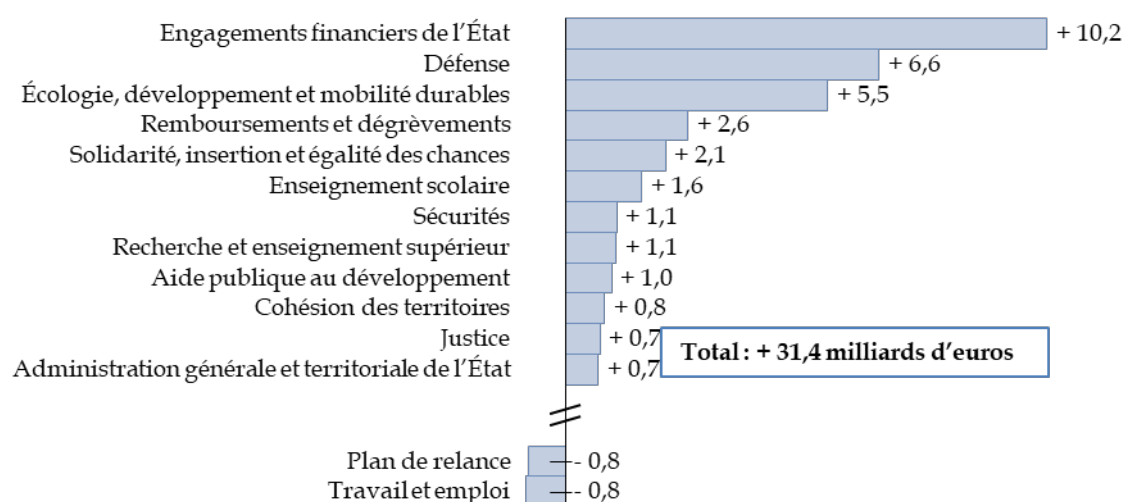 Engagements financiers de l’État + 10,2
Défense + 6,6
Écologie, développement et mobilité durables + 5,5
Remboursements et dégrèvements + 2,6
Solidarité, insertion et égalité des chances + 2,1
Enseignement scolaire + 1,6
Sécurités + 1,1
Recherche et enseignement supérieur + 1,1
Aide publique au développement + 1,0
Cohésion des territoires + 0,8
Justice + 0,7
Total : + 31,4 milliards d’euros
Administration générale et territoriale de l’État + 0,7
Plan de relance - 0,8
Travail et emploi - 0,8